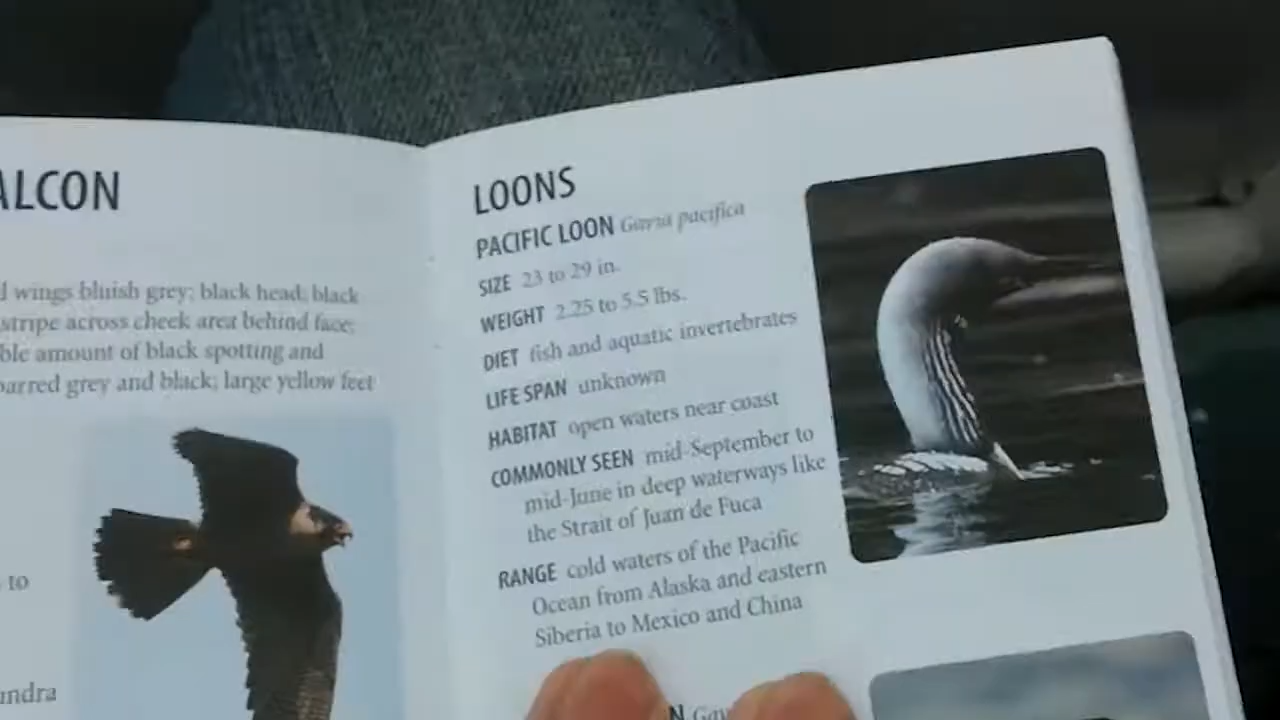 ALCON
d wings bluish grey; black head; black
stripe across cheek area behind face;
ble amount of black spotting and
barred grey and black; large yellow feet
to
undra
LOONS
PACIFIC LOON Gavia pacifica
SIZE 23 to 29 in.
WEIGHT 2.25 to 5.5 lbs.
DIET fish and aquatic invertebrates
LIFE SPAN unknown
HABITAT open waters near coast
COMMONLY SEEN mid-September to
mid-June in deep waterways like
the Strait of Juan de Fuca
RANGE cold waters of the Pacific
Ocean from Alaska and eastern
Siberia to Mexico and China
N Gav